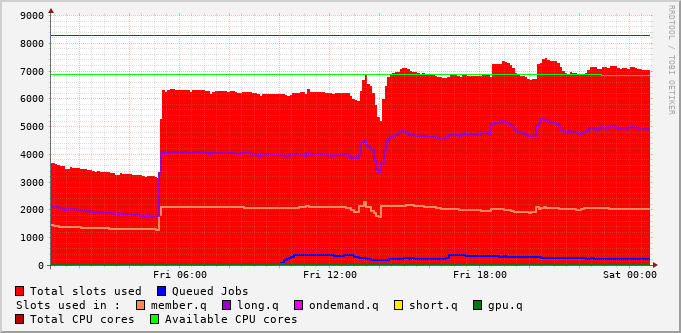 9000
8000
7000
6000
5000
4000
3000
2000
1000
0
Fri 06:00 Fri 12:00 Fri 18:00 Sat 00:00
RRDTOOL / TOBI OETIKER
Total slots used Queued Jobs
Slots used in : member.q long.q ondemand.q short.q gpu.q
Total CPU cores Available CPU cores